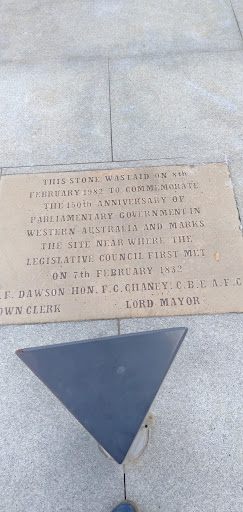 THIS STONE WAS LAID ON 8TH
FEBRUARY 1982 TO COMMEMORATE
THE 150TH ANNIVERSARY OF
PARLIAMENTARY GOVERNMENT IN
WESTERN AUSTRALIA AND MARKS
THE SITE NEAR WHERE THE
LEGISLATIVE COUNCIL FIRST MET
ON 7TH FEBRUARY 1832
.E. DAWSON HON. F. C. CHANEY. C.B.E A.F.C
OWN CLERK LORD MAYOR